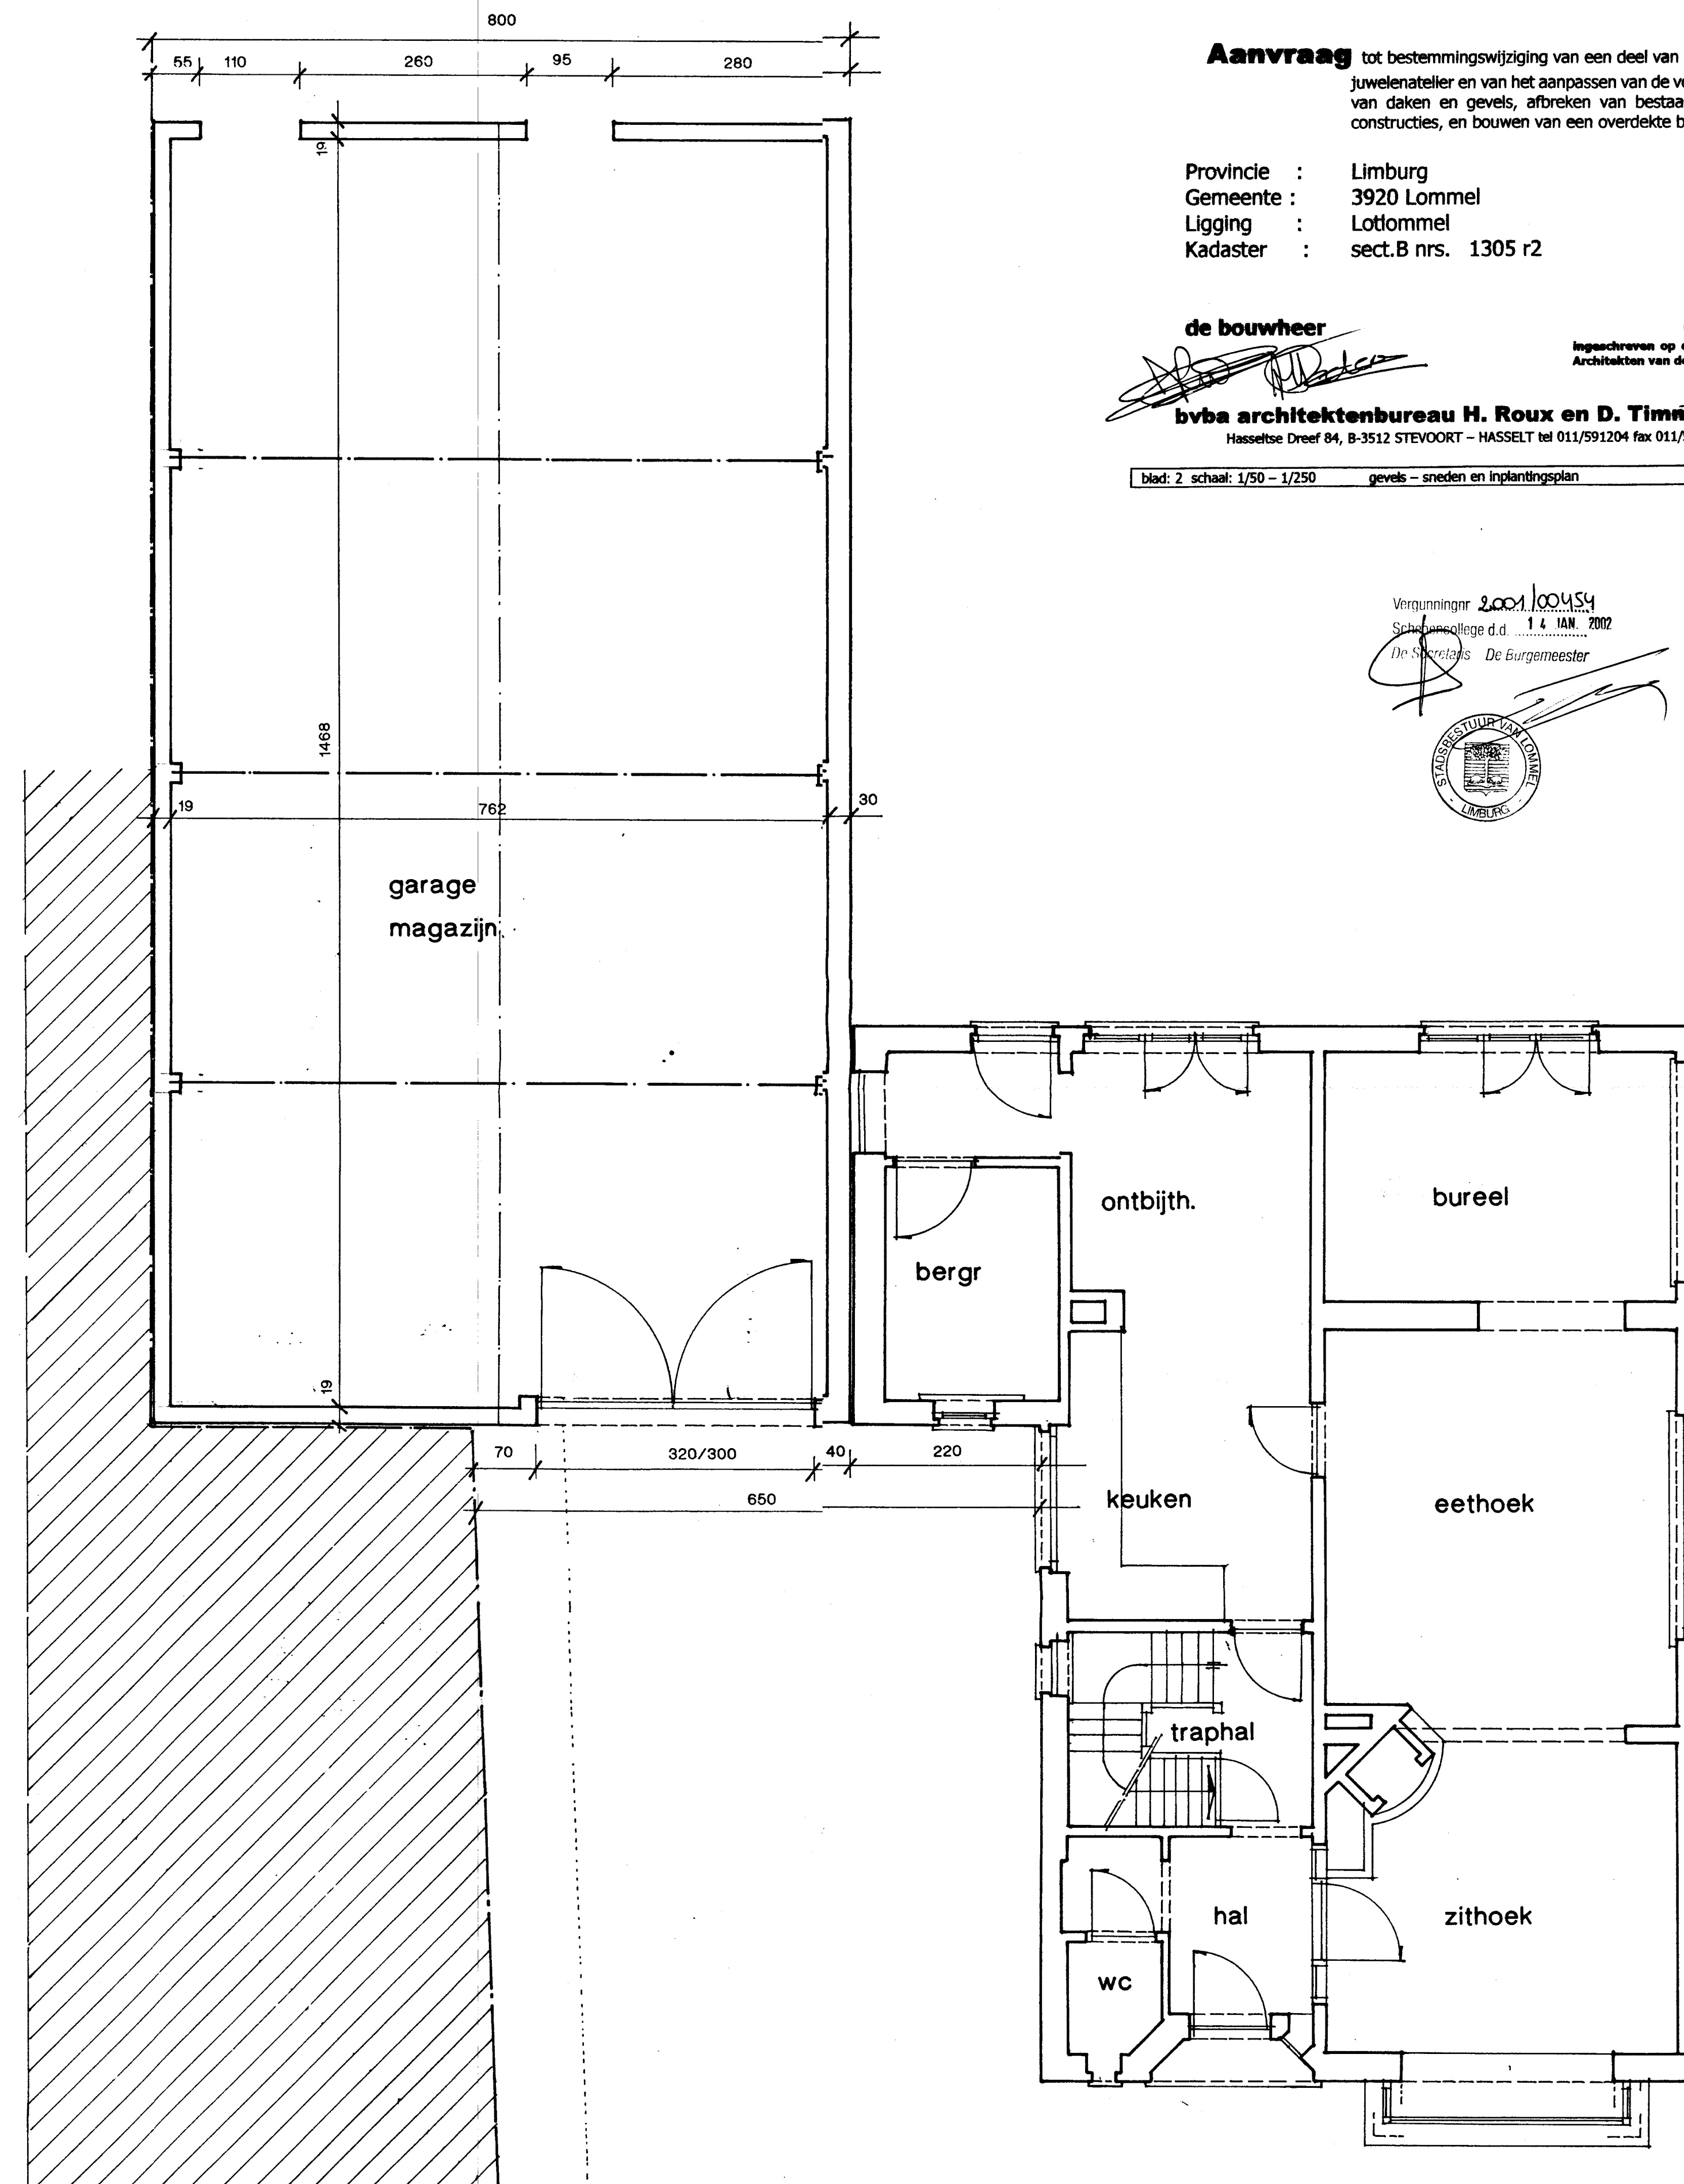 800
55 110 260 95 280
Aanvraag tot bestemmingswijziging van een deel van
juwelenatelier en van het aanpassen van de
van daken en gevels, afbreken van
constructies, en bouwen van een overdekte
19
Provincie : Limburg
Gemeente : 3920 Lommel
Ligging : Lotlommel
Kadaster : sect.B nrs. 1305 r2
de bouwheer
ingeschreven op
Architekten van
bvba architektenbureau H. Roux en D.
Hasseltse Dreef 84, B-3512 STEVOORT – HASSELT tel 011/591204 fax 011/
blad: 2 schaal: 1/50 – 1/250 gevels – sneden en inplantingsplan
Vergunningnr 2001/00454
Schepencollege d.d. 14 JAN. 2002
De Secretaris De Burgemeester
STADSBESTUUR VAN LOMMEL
- LIMBURG -
1468
19 762 30
garage
magazijn
ontbijth.
bureel
bergr
19
70 320/300 40 220
650
keuken
eethoek
traphal
hal
zithoek
wc